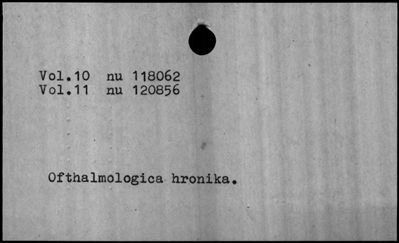 Vol.10 nu 118062
Vol.11 nu 120856
Ofthalmologica hronika.